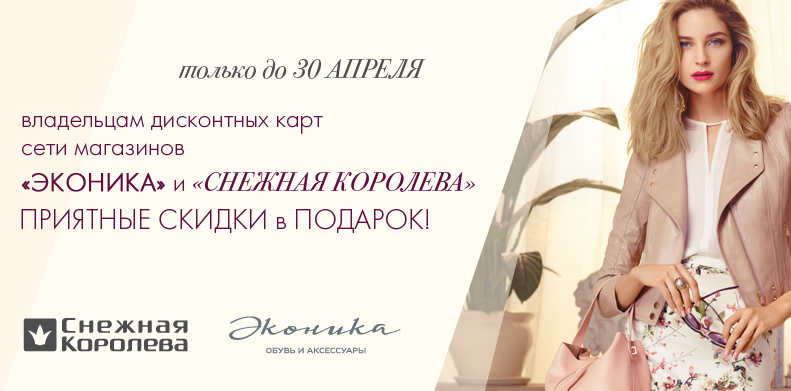 только до 30 АПРЕЛЯ
владельцам дисконтных карт
сети магазинов
«ЭКОНИКА» и «СНЕЖНАЯ КОРОЛЕВА»
ПРИЯТНЫЕ СКИДКИ в ПОДАРОК!
Снежная
Королева
Эконика
ОБУВЬ И АКСЕССУАРЫ